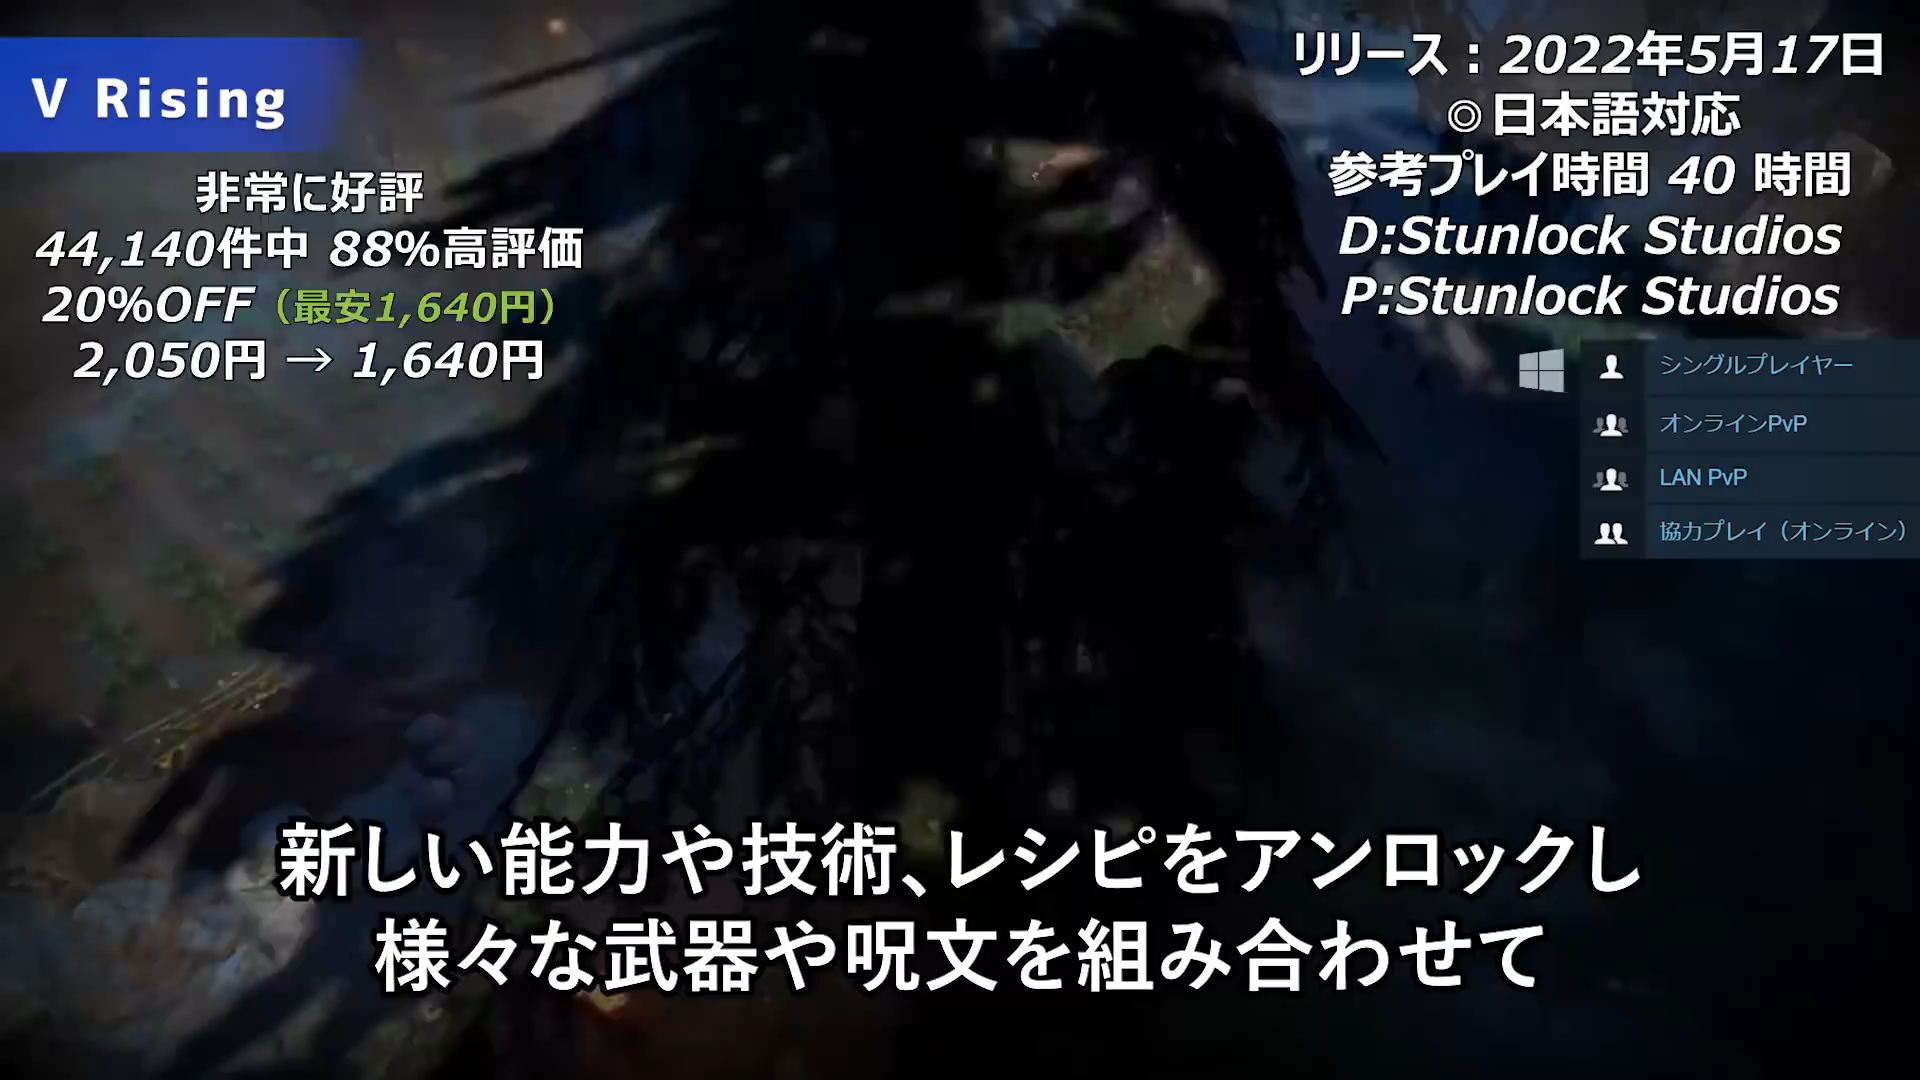 V Rising
非常に好評
44,140件中 88%高評価
20%OFF（最安1,640円）
2,050円 → 1,640円
リリース：2022年5月17日
◎日本語対応
参考プレイ時間 40 時間
D:Stunlock Studios
P:Stunlock Studios
シングルプレイヤー
オンラインPvP
LAN PvP
協力プレイ（オンライン）
新しい能力や技術、レシピをアンロックし
様々な武器や呪文を組み合わせて